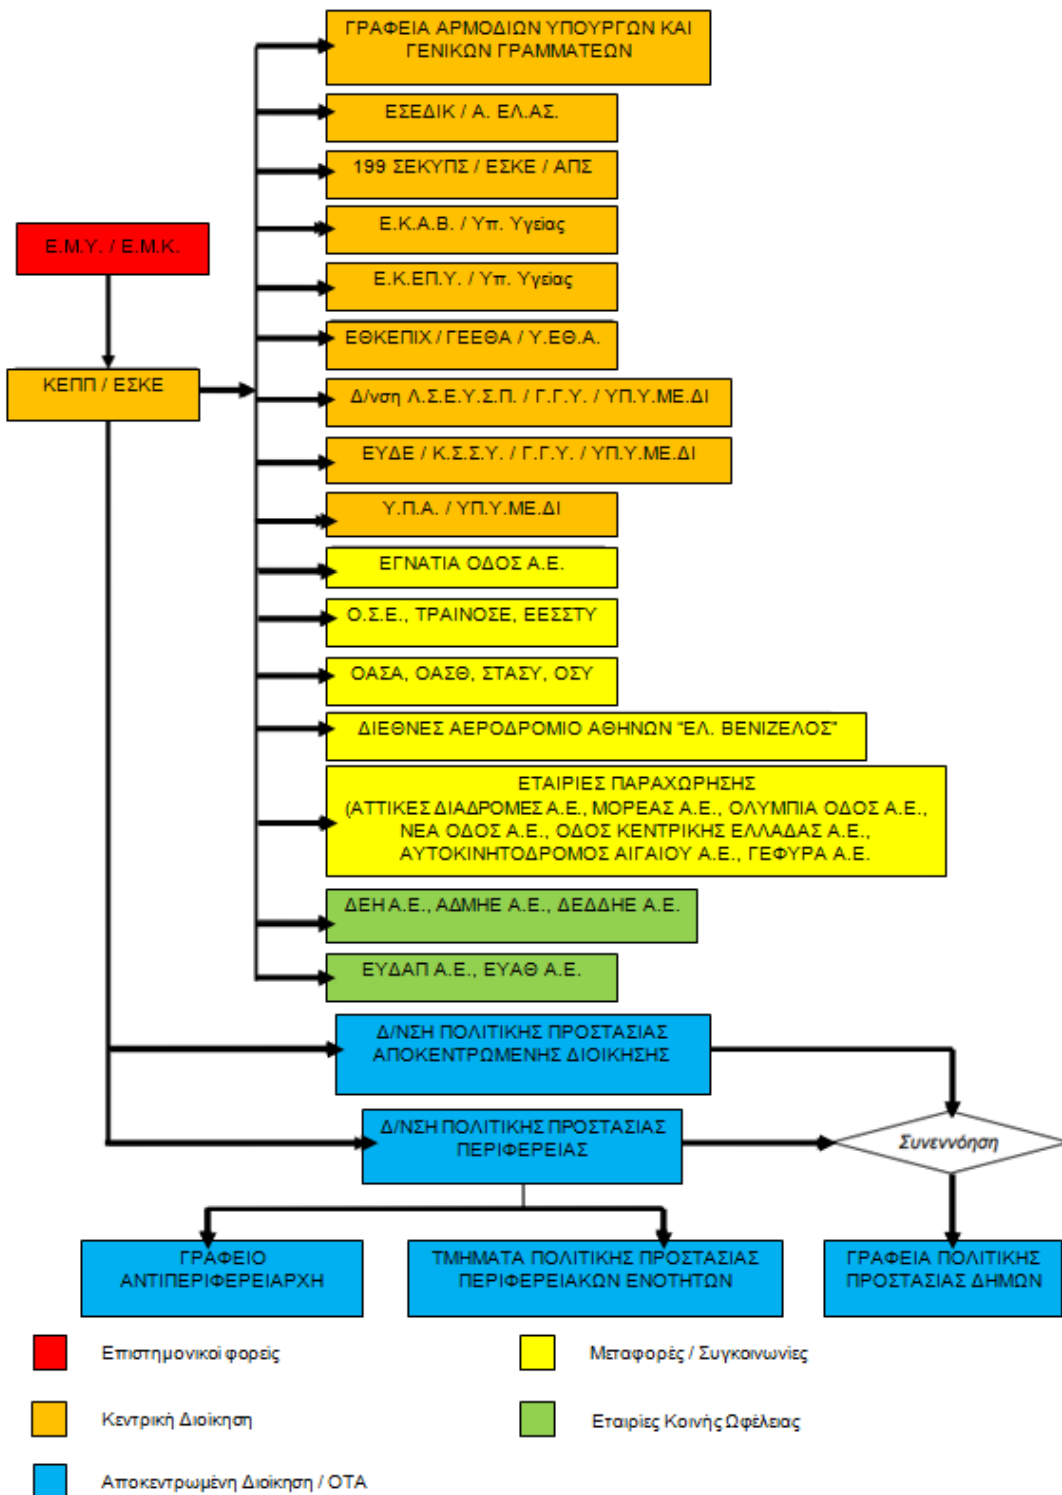 ΓΡΑΦΕΙΑ ΑΡΜΟΔΙΩΝ ΥΠΟΥΡΓΩΝ ΚΑΙ
ΓΕΝΙΚΩΝ ΓΡΑΜΜΑΤΕΩΝ
ΕΣΕΔΙΚ / Α. ΕΛ.ΑΣ.
199 ΣΕΚΥΠΣ / ΕΣΚΕ / ΑΠΣ
Ε.Κ.Α.Β. / Υπ. Υγείας
Ε.Μ.Υ. / Ε.Μ.Κ.
Ε.Κ.ΕΠ.Υ. / Υπ. Υγείας
ΕΘΚΕΠΙΧ / ΓΕΕΘΑ / Υ.ΕΘ.Α.
ΚΕΠΠ / ΕΣΚΕ
Δ/νση Λ.Σ.Ε.Υ.Σ.Π. / Γ.Γ.Υ. / ΥΠ.Υ.ΜΕ.ΔΙ
ΕΥΔΕ / Κ.Σ.Σ.Υ. / Γ.Γ.Υ. / ΥΠ.Υ.ΜΕ.ΔΙ
Υ.Π.Α. / ΥΠ.Υ.ΜΕ.ΔΙ
ΕΓΝΑΤΙΑ ΟΔΟΣ Α.Ε.
Ο.Σ.Ε., ΤΡΑΙΝΟΣΕ, ΕΕΣΣΤΥ
ΟΑΣΑ, ΟΑΣΘ, ΣΤΑΣΥ, ΟΣΥ
ΔΙΕΘΝΕΣ ΑΕΡΟΔΡΟΜΙΟ ΑΘΗΝΩΝ "ΕΛ. ΒΕΝΙΖΕΛΟΣ"
ΕΤΑΙΡΙΕΣ ΠΑΡΑΧΩΡΗΣΗΣ
(ΑΤΤΙΚΕΣ ΔΙΑΔΡΟΜΕΣ Α.Ε., ΜΟΡΕΑΣ Α.Ε., ΟΛΥΜΠΙΑ ΟΔΟΣ Α.Ε.,
ΝΕΑ ΟΔΟΣ Α.Ε., ΟΔΟΣ ΚΕΝΤΡΙΚΗΣ ΕΛΛΑΔΑΣ Α.Ε.,
ΑΥΤΟΚΙΝΗΤΟΔΡΟΜΟΣ ΑΙΓΑΙΟΥ Α.Ε., ΓΕΦΥΡΑ Α.Ε.
ΔΕΗ Α.Ε., ΑΔΜΗΕ Α.Ε., ΔΕΔΔΗΕ Α.Ε.
ΕΥΔΑΠ Α.Ε., ΕΥΑΘ Α.Ε.
Δ/ΝΣΗ ΠΟΛΙΤΙΚΗΣ ΠΡΟΣΤΑΣΙΑΣ
ΑΠΟΚΕΝΤΡΩΜΕΝΗΣ ΔΙΟΙΚΗΣΗΣ
Δ/ΝΣΗ ΠΟΛΙΤΙΚΗΣ ΠΡΟΣΤΑΣΙΑΣ
ΠΕΡΙΦΕΡΕΙΑΣ
Συνεννόηση
ΓΡΑΦΕΙΟ
ΑΝΤΙΠΕΡΙΦΕΡΕΙΑΡΧΗ
ΤΜΗΜΑΤΑ ΠΟΛΙΤΙΚΗΣ ΠΡΟΣΤΑΣΙΑΣ
ΠΕΡΙΦΕΡΕΙΑΚΩΝ ΕΝΟΤΗΤΩΝ
ΓΡΑΦΕΙΑ ΠΟΛΙΤΙΚΗΣ
ΠΡΟΣΤΑΣΙΑΣ ΔΗΜΩΝ
Επιστημονικοί φορείς
Μεταφορές / Συγκοινωνίες
Κεντρική Διοίκηση
Εταιρίες Κοινής Ωφέλειας
Αποκεντρωμένη Διοίκηση / ΟΤΑ